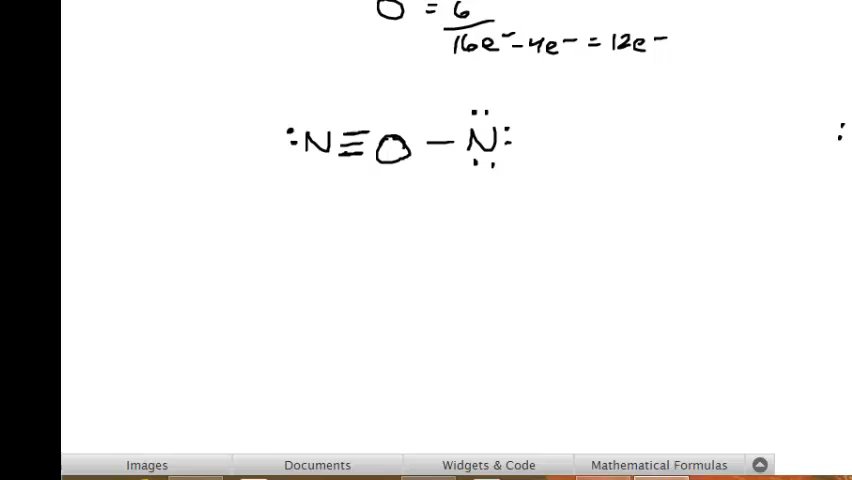 O = 6
16e⁻ - 4e⁻ = 12e⁻
:N≡O-N̤̈:
Images Documents Widgets & Code Mathematical Formulas